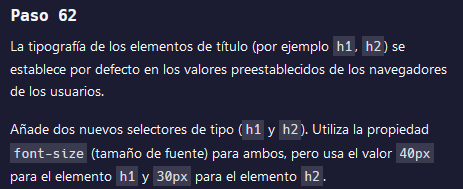 Paso 62
La tipografía de los elementos de título (por ejemplo h1, h2) se
establece por defecto en los valores preestablecidos de los navegadores
de los usuarios.
Añade dos nuevos selectores de tipo (h1 y h2). Utiliza la propiedad
font-size (tamaño de fuente) para ambos, pero usa el valor 40px
para el elemento h1 y 30px para el elemento h2.